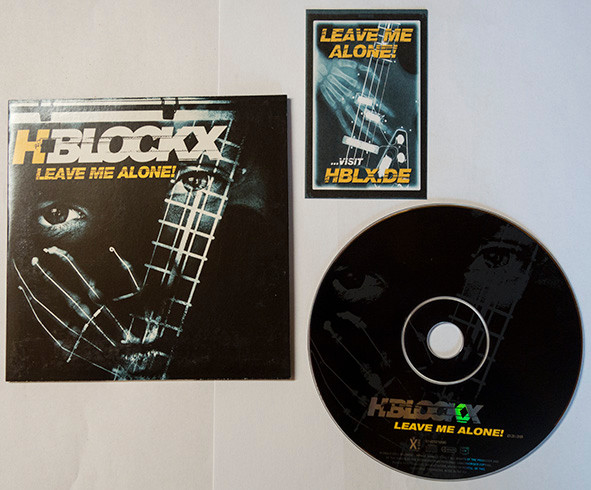 H-BLOCKX
LEAVE ME ALONE!
LEAVE ME
ALONE!
...VISIT
HBLX.DE
H-BLOCKX
LEAVE ME ALONE!